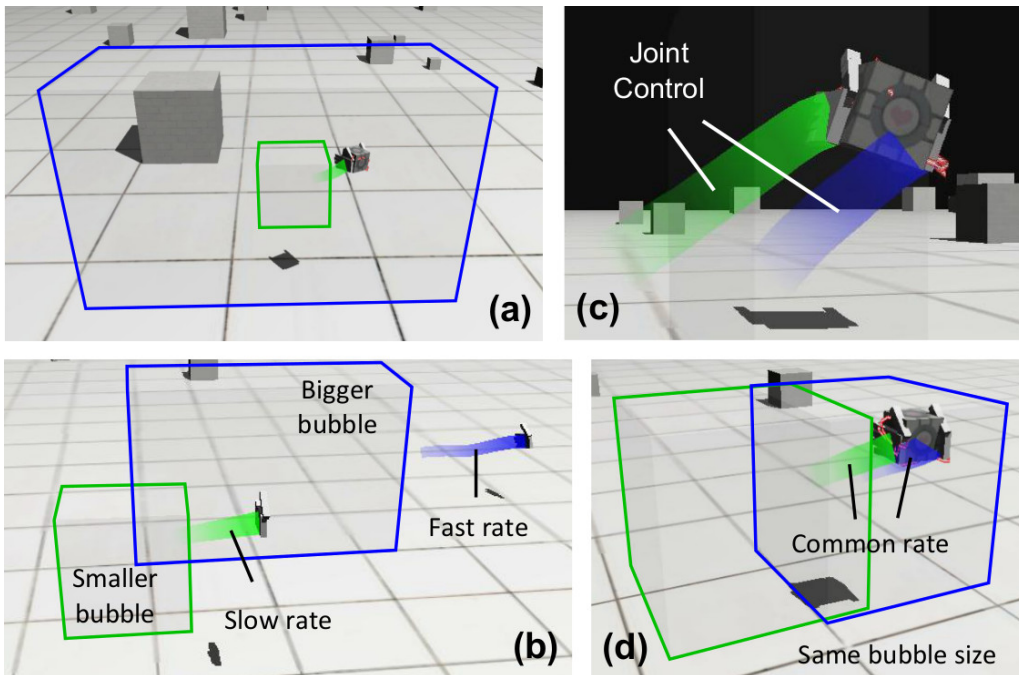 (a)
Joint
Control
(c)
Bigger
bubble
Fast rate
Smaller
bubble
Slow rate
(b)
Common rate
(d)
Same bubble size